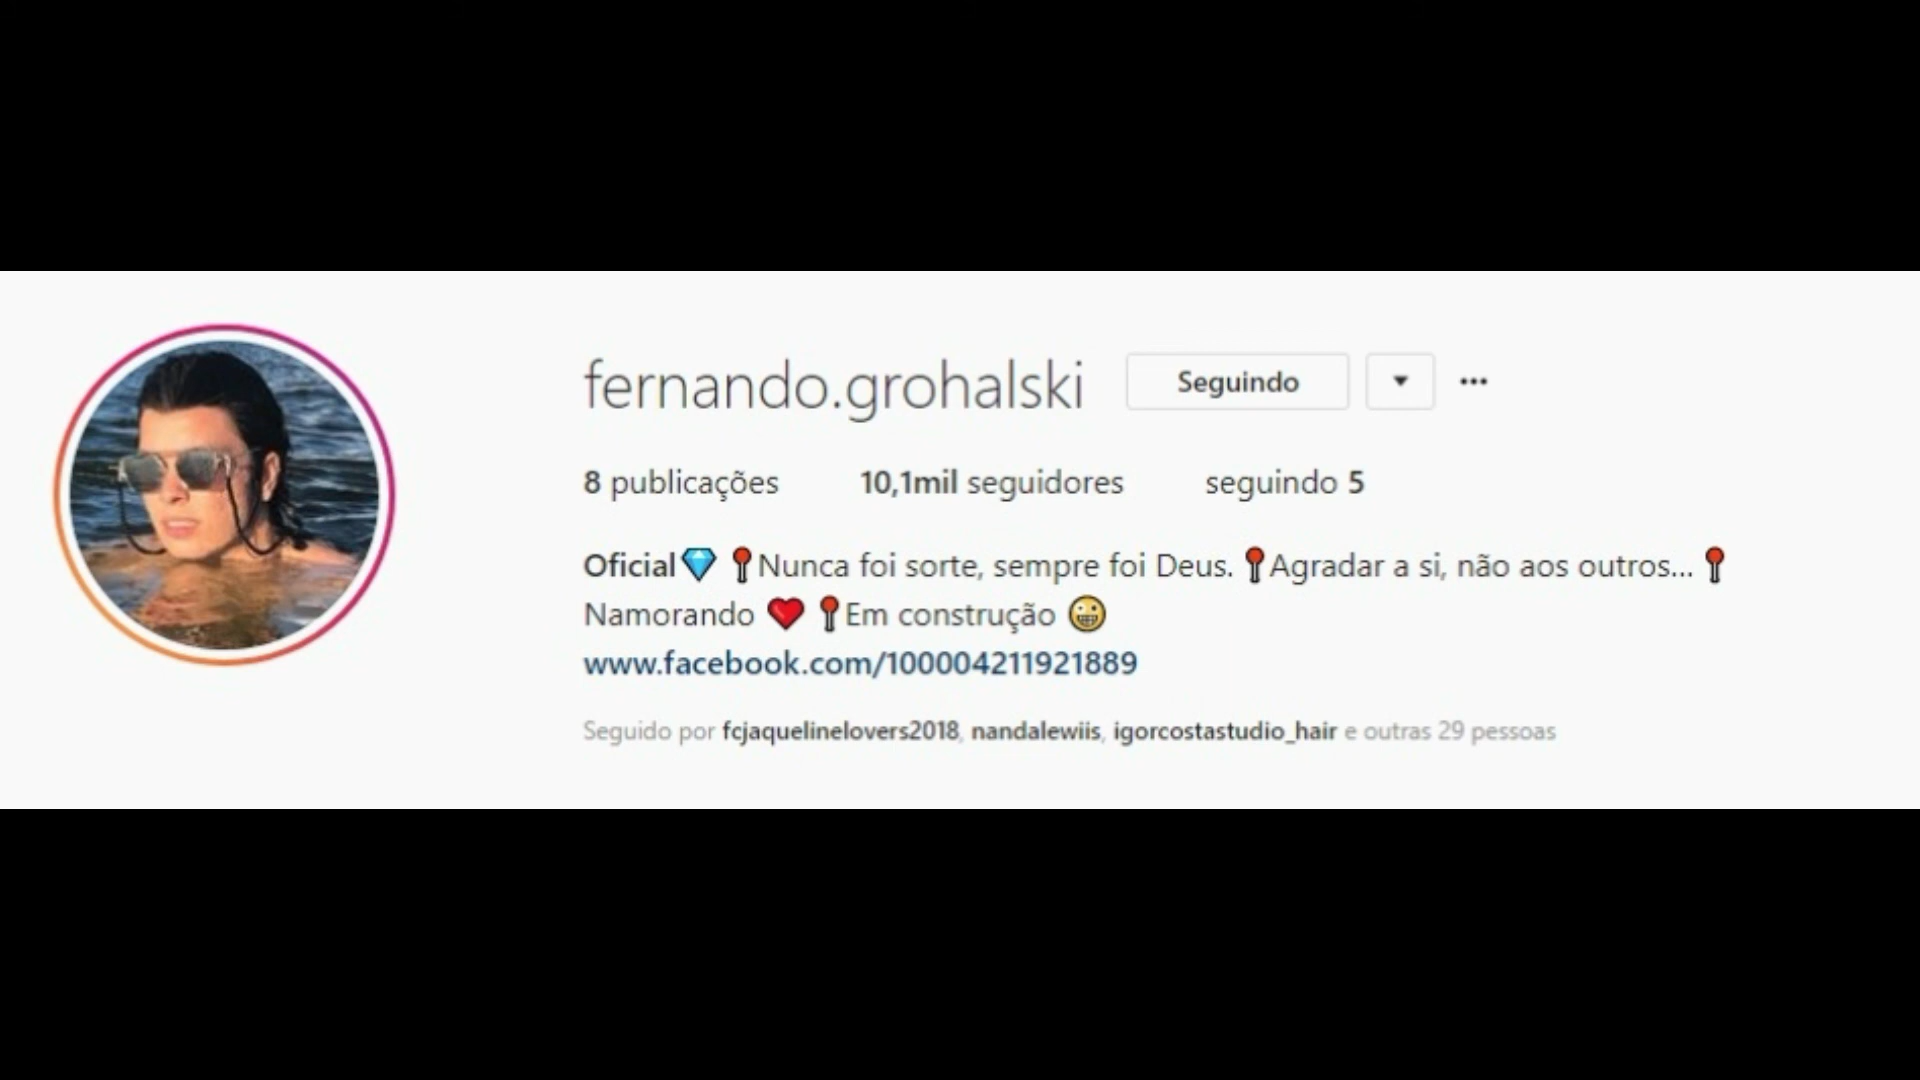 fernando.grohalski Seguindo ▼ •••
8 publicações 10,1mil seguidores seguindo 5
Oficial💎 📍Nunca foi sorte, sempre foi Deus. 📍Agradar a si, não aos outros... 📍
Namorando ❤️ 📍Em construção 😀
www.facebook.com/100004211921889
Seguido por fcjaquelinelovers2018, nandalewiis, igorcostastudio_hair e outras 29 pessoas